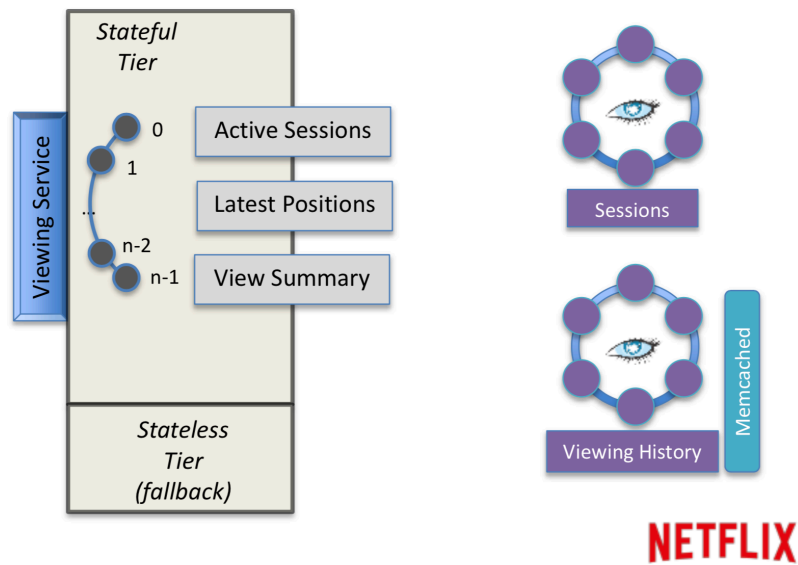 Stateful
Tier
Viewing Service
0
1
...
n-2
n-1
Active Sessions
Latest Positions
View Summary
Stateless
Tier
(fallback)
Sessions
Viewing History
Memcached
NETFLIX